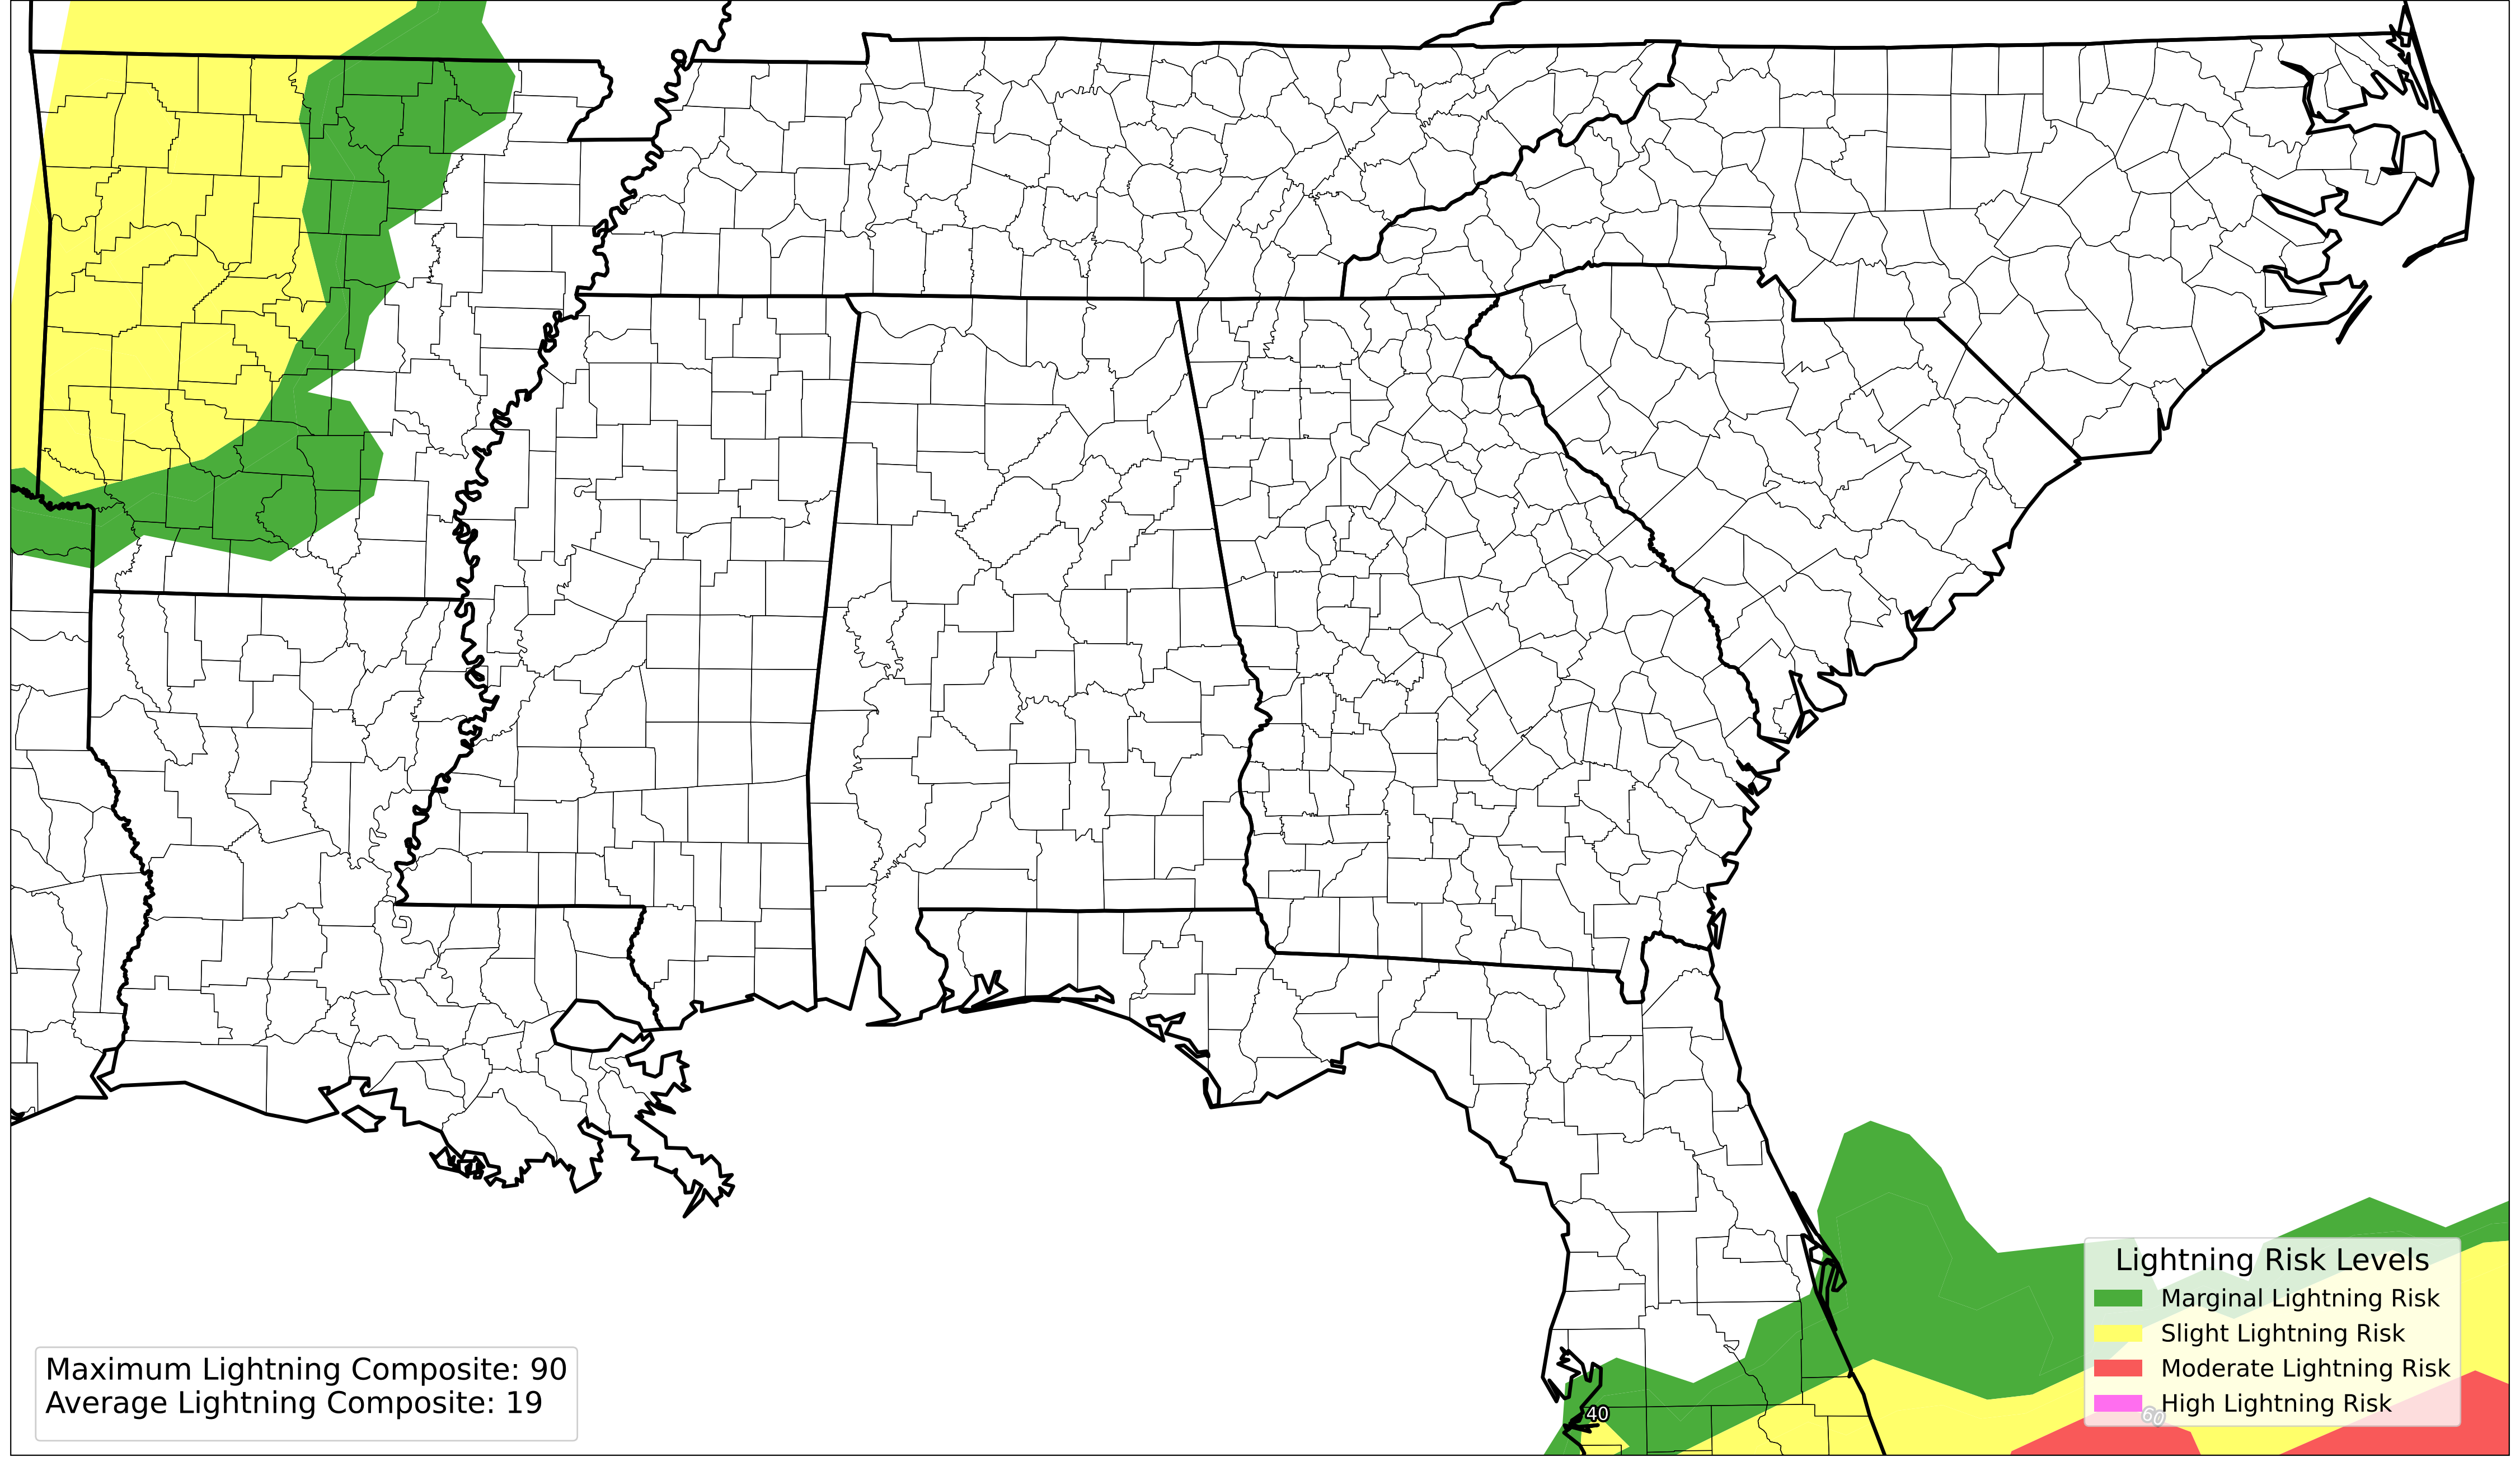 Lightning Risk Levels
Marginal Lightning Risk
Slight Lightning Risk
Moderate Lightning Risk
High Lightning Risk
Maximum Lightning Composite: 90
Average Lightning Composite: 19
40
60